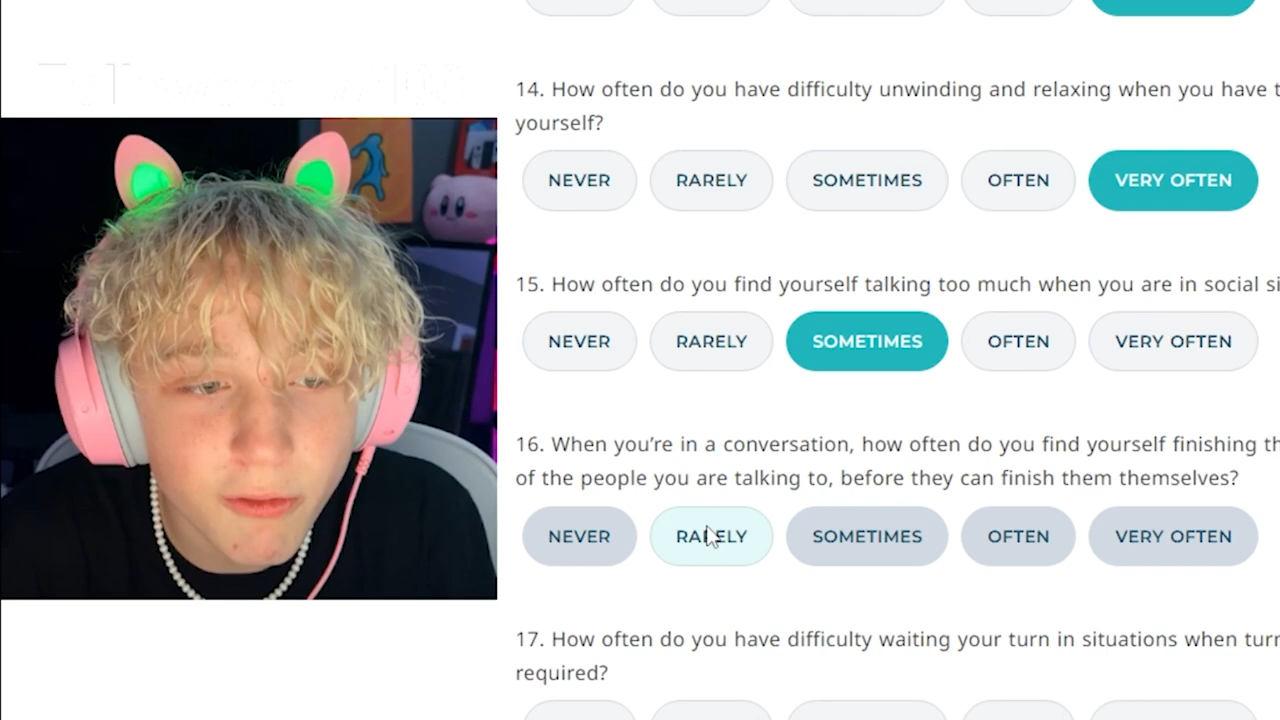 14. How often do you have difficulty unwinding and relaxing when you have
yourself?
NEVER RARELY SOMETIMES OFTEN VERY OFTEN
15. How often do you find yourself talking too much when you are in social
NEVER RARELY SOMETIMES OFTEN VERY OFTEN
16. When you’re in a conversation, how often do you find yourself finishing
of the people you are talking to, before they can finish them themselves?
NEVER RARELY SOMETIMES OFTEN VERY OFTEN
17. How often do you have difficulty waiting your turn in situations when
required?